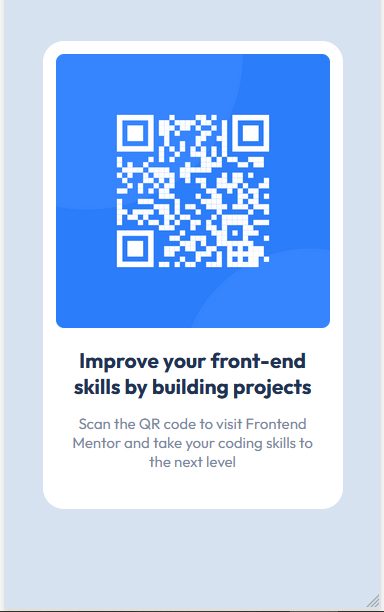 Improve your front-end
skills by building projects
Scan the QR code to visit Frontend
Mentor and take your coding skills to
the next level